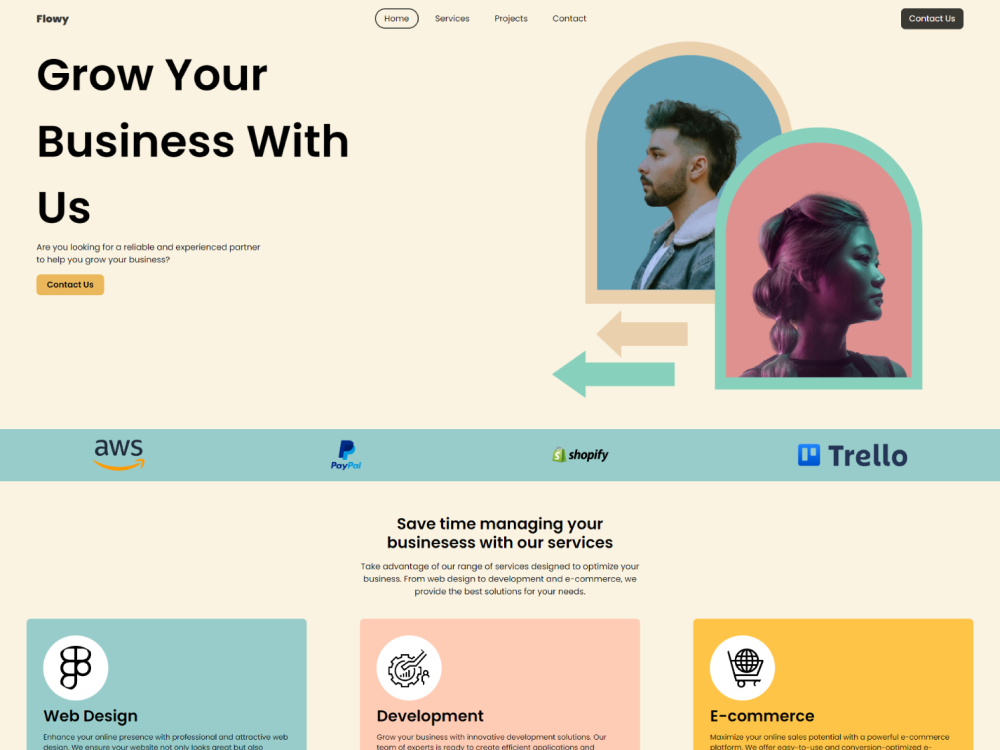 Flowy
Home
Services
Projects
Contact
Contact Us
Grow Your
Business With
Us
Are you looking for a reliable and experienced partner
to help you grow your business?
Contact Us
aws
PayPal
shopify
Trello
Save time managing your
businesess with our services
Take advantage of our range of services designed to optimize your
business. From web design to development and e-commerce, we
provide the best solutions for your needs.
Web Design
Enhance your online presence with professional and attractive web
design. We ensure your website not only looks great but also
Development
Grow your business with innovative development solutions. Our
team of experts is ready to create efficient applications and
E-commerce
Maximize your online sales potential with a powerful e-commerce
platform. We offer easy-to-use and conversion-optimized e-